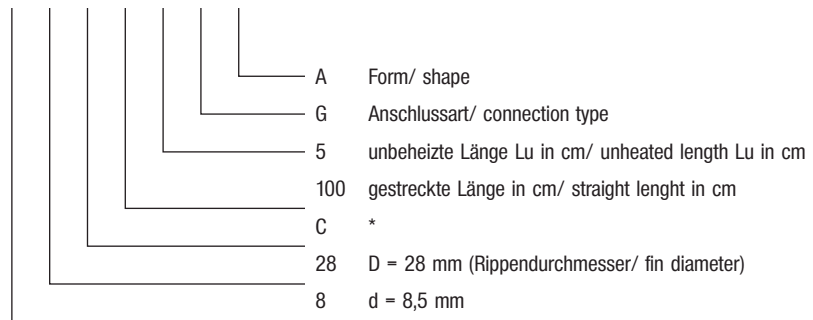 A Form/ shape
G Anschlussart/ connection type
5 unbeheizte Länge Lu in cm/ unheated length Lu in cm
100 gestreckte Länge in cm/ straight lenght in cm
C *
28 D = 28 mm (Rippendurchmesser/ fin diameter)
8 d = 8,5 mm